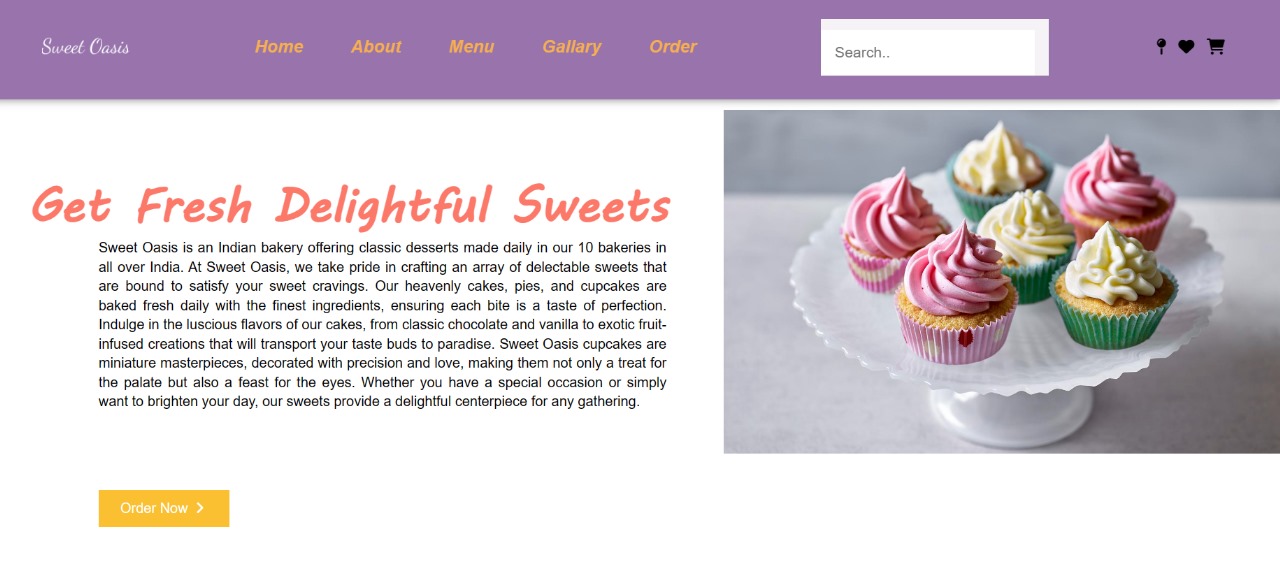 Sweet Oasis
Home About Menu Gallary Order
Search..
Get Fresh Delightful Sweets
Sweet Oasis is an Indian bakery offering classic desserts made daily in our 10 bakeries in
all over India. At Sweet Oasis, we take pride in crafting an array of delectable sweets that
are bound to satisfy your sweet cravings. Our heavenly cakes, pies, and cupcakes are
baked fresh daily with the finest ingredients, ensuring each bite is a taste of perfection.
Indulge in the luscious flavors of our cakes, from classic chocolate and vanilla to exotic fruit-
infused creations that will transport your taste buds to paradise. Sweet Oasis cupcakes are
miniature masterpieces, decorated with precision and love, making them not only a treat for
the palate but also a feast for the eyes. Whether you have a special occasion or simply
want to brighten your day, our sweets provide a delightful centerpiece for any gathering.
Order Now